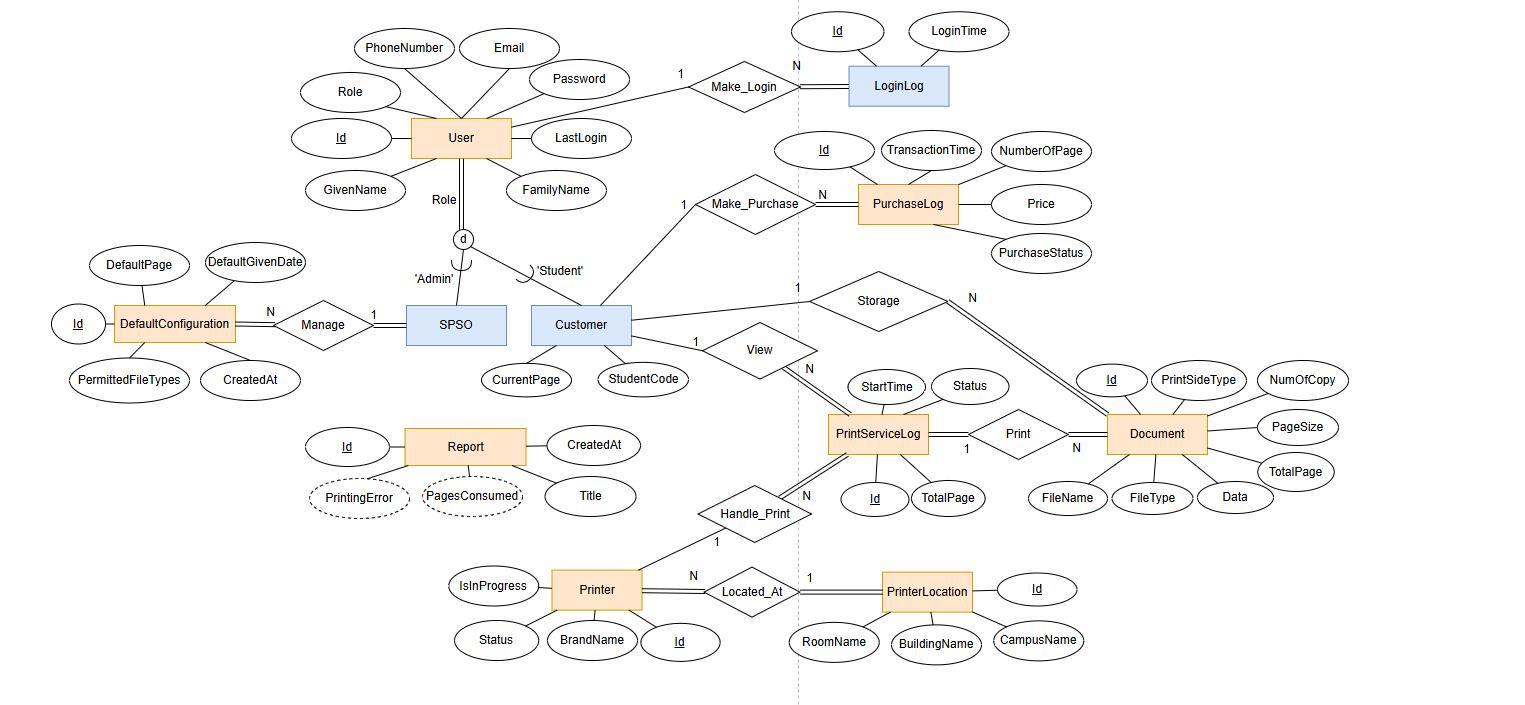 Id
LoginTime
PhoneNumber
Email
Password
1
N
Make_Login
LoginLog
Role
Id
User
LastLogin
GivenName
FamilyName
Role
Id
TransactionTime
NumberOfPage
1
Make_Purchase
N
PurchaseLog
Price
PurchaseStatus
d
'Admin'
'Student'
DefaultPage
DefaultGivenDate
Id
DefaultConfiguration
N
Manage
1
SPSO
Customer
PermittedFileTypes
CreatedAt
CurrentPage
StudentCode
1
Storage
N
1
View
N
StartTime
Status
Id
PrintSideType
NumOfCopy
PrintServiceLog
1
Print
N
Document
PageSize
TotalPage
Id
TotalPage
FileName
FileType
Data
Id
Report
CreatedAt
PrintingError
PagesConsumed
Title
N
Handle_Print
1
IsInProgress
Printer
N
Located_At
1
PrinterLocation
Id
Status
BrandName
Id
RoomName
BuildingName
CampusName